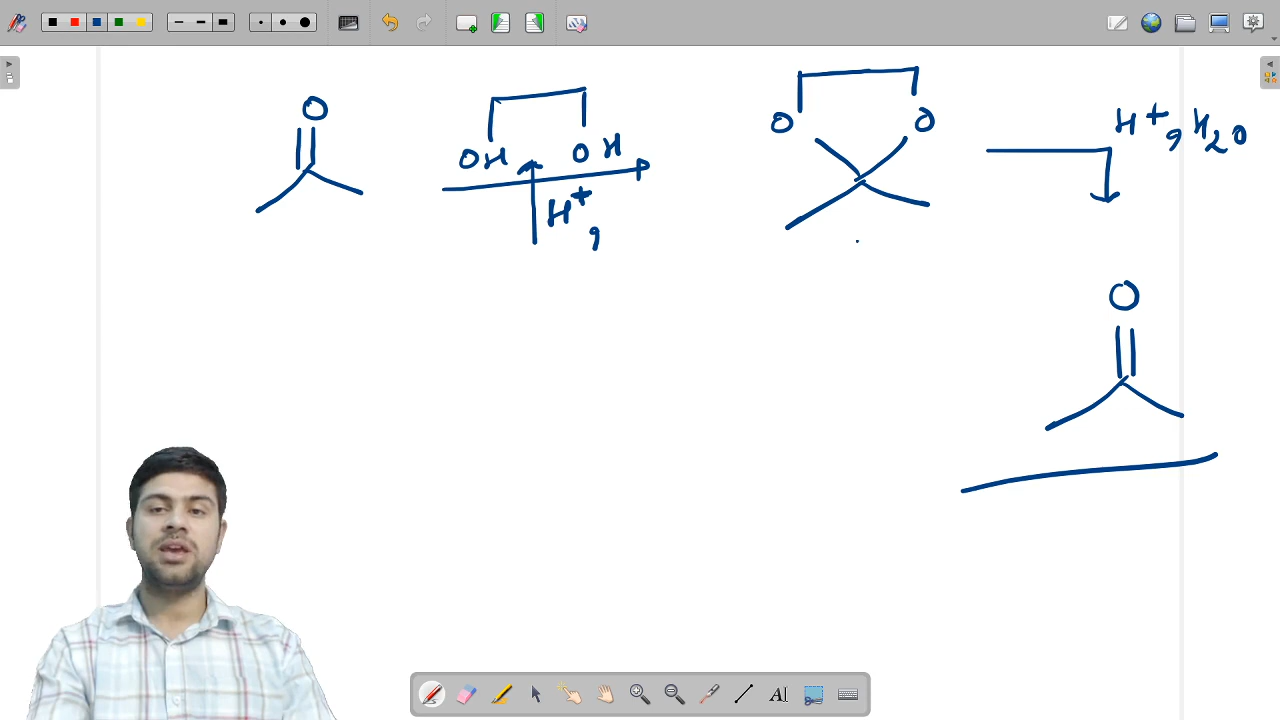 O
OH OH
H+,
O O
H+, H2O
O